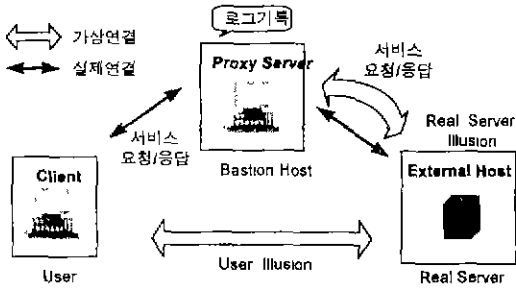 로그기록
가상연결
실제연결
Proxy Server
서비스
요청/응답
Real Server
Illusion
서비스
요청/응답
Bastion Host
Client
External Host
User Illusion
User
Real Server